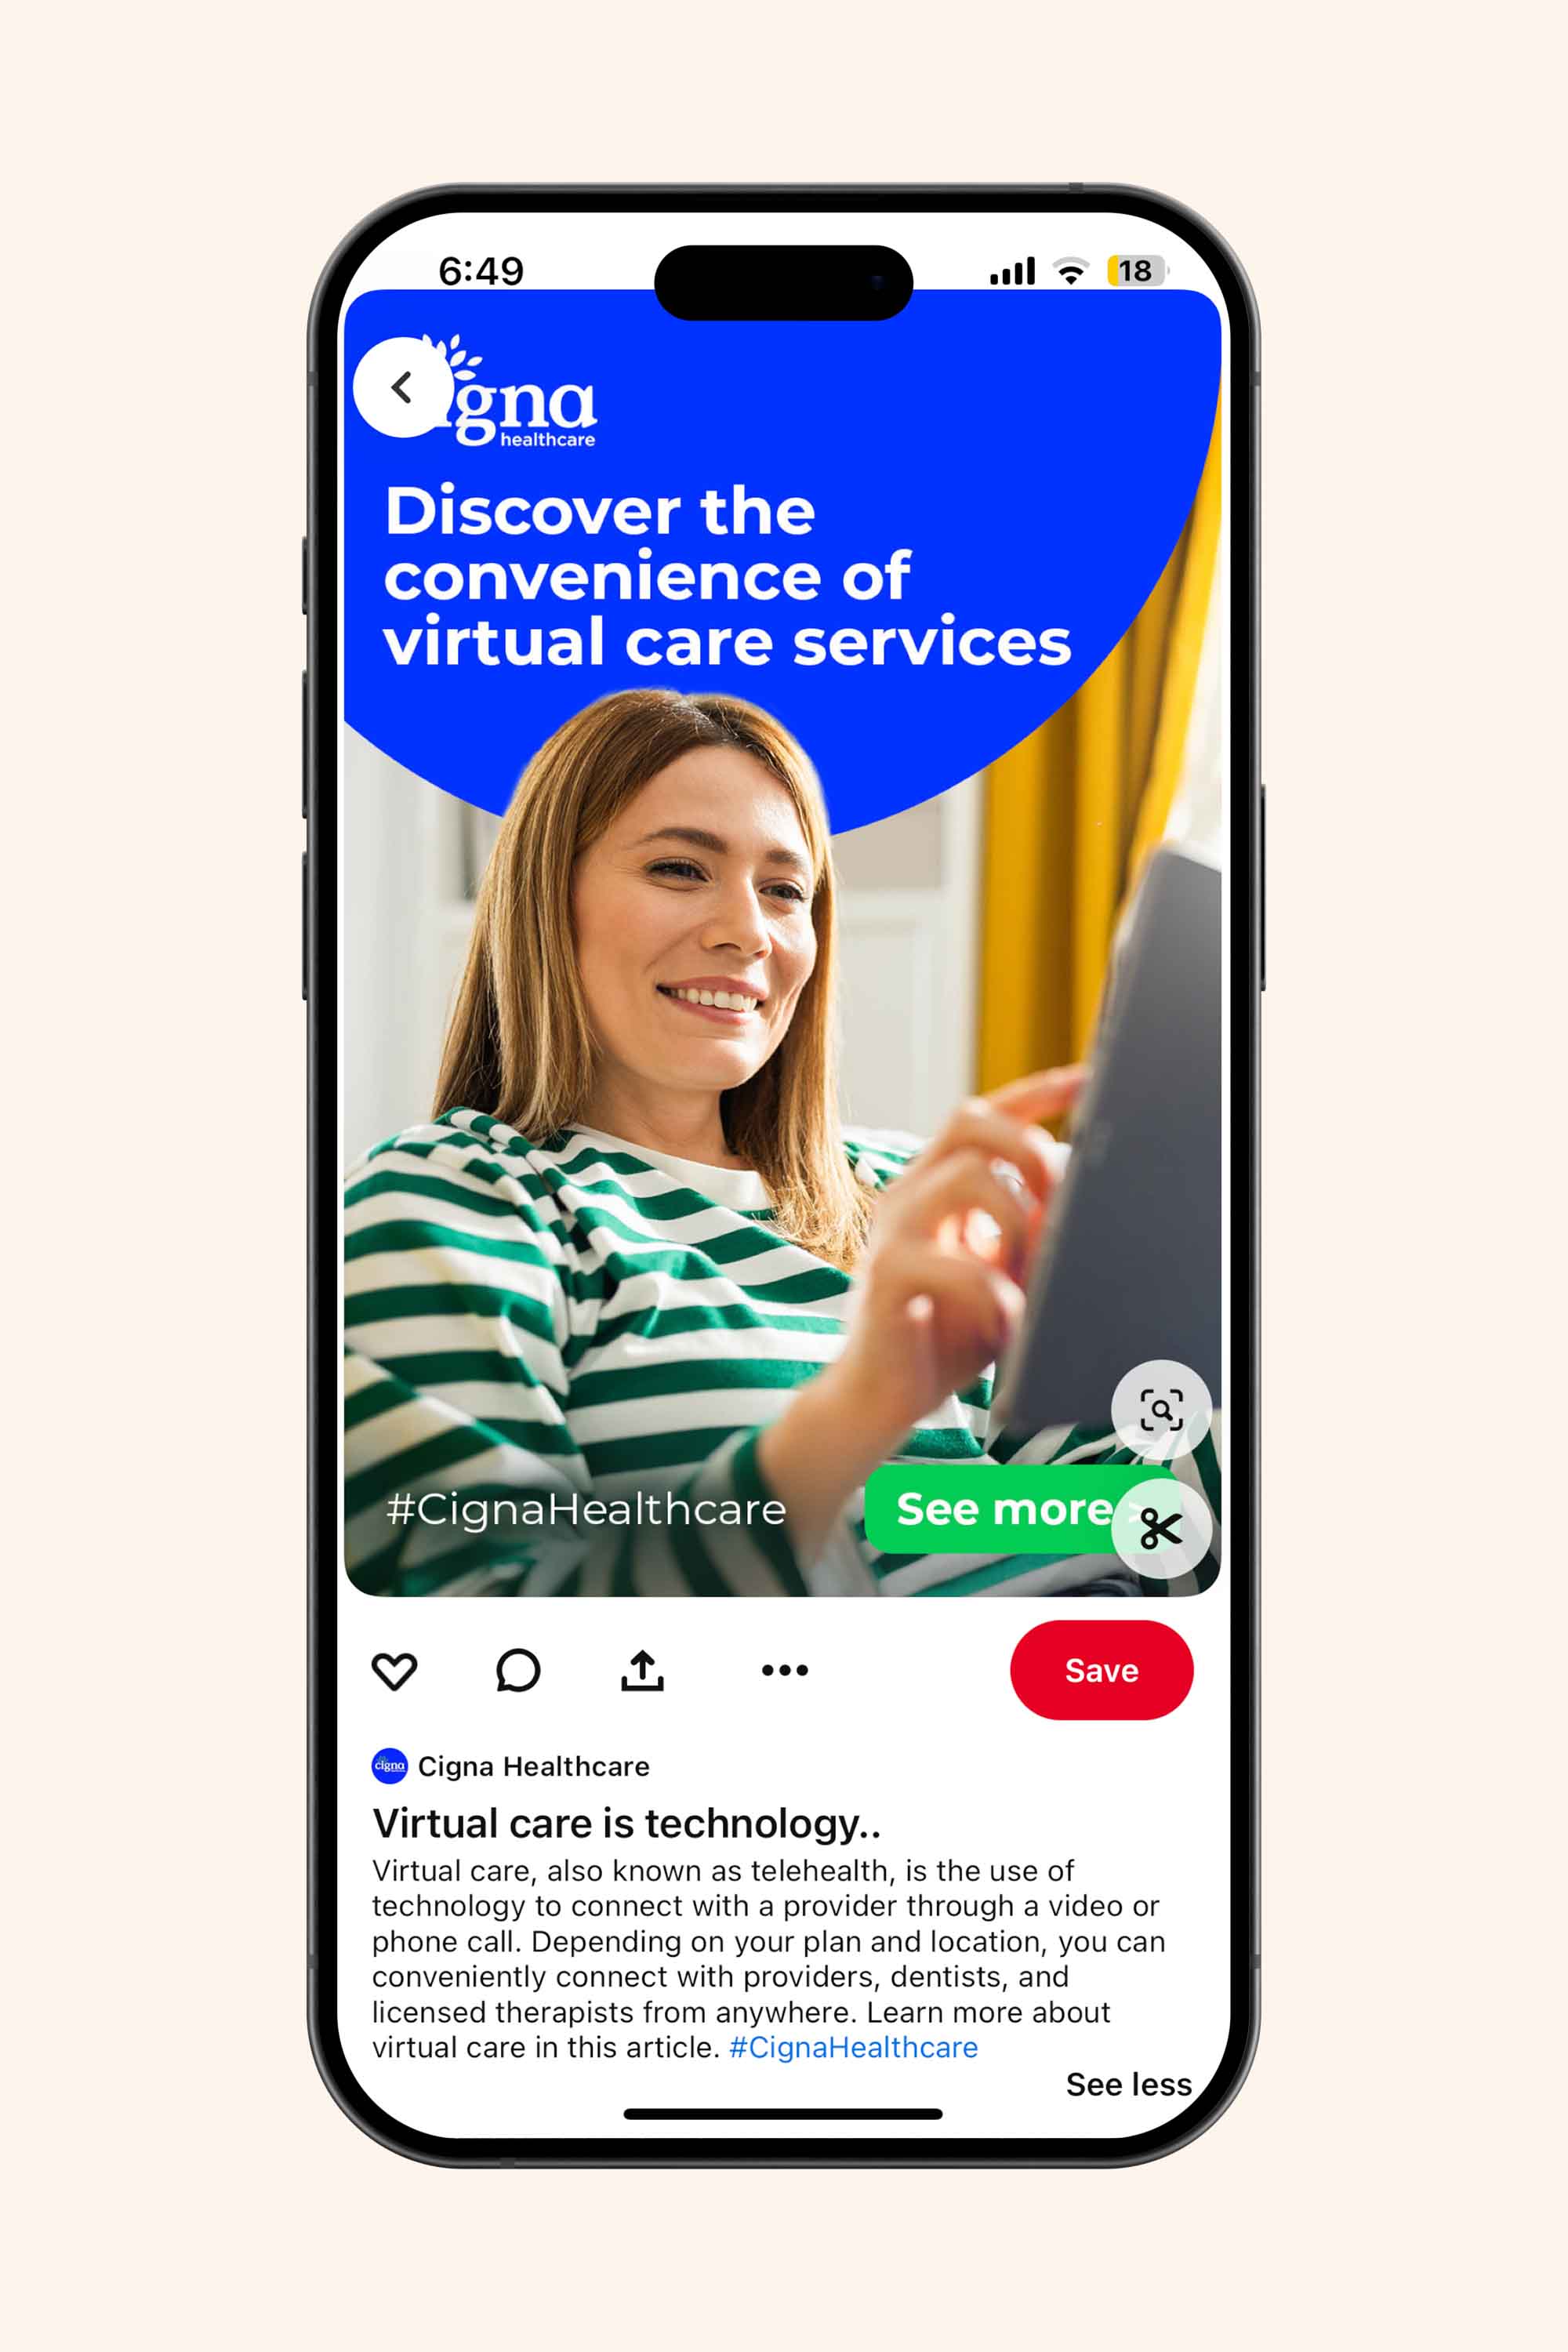 6:49
18
igna
healthcare
Discover the
convenience of
virtual care services
#CignaHealthcare
See more
Save
cigna
Cigna Healthcare
Virtual care is technology..
Virtual care, also known as telehealth, is the use of
technology to connect with a provider through a video or
phone call. Depending on your plan and location, you can
conveniently connect with providers, dentists, and
licensed therapists from anywhere. Learn more about
virtual care in this article. #CignaHealthcare
See less